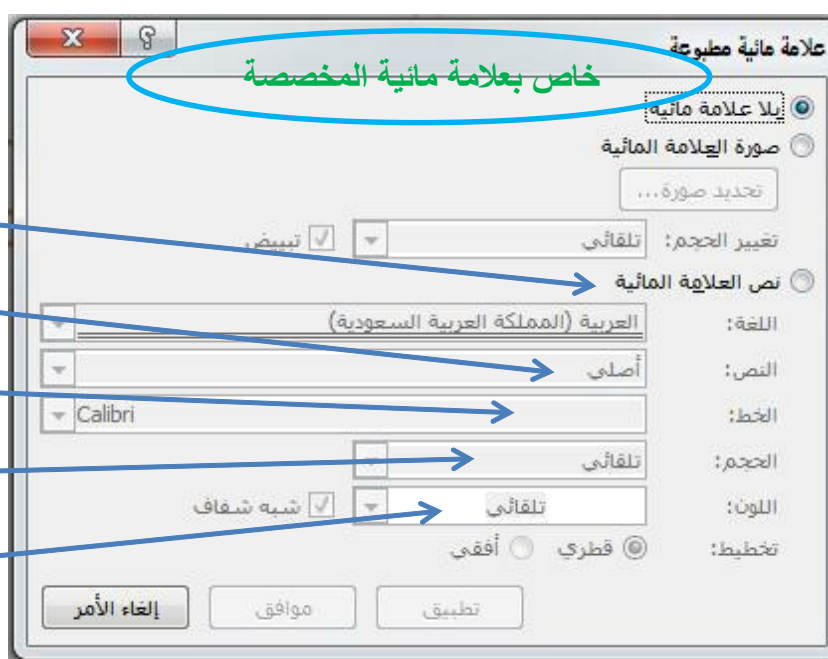 علامة مائية مطبوعة
خاص بعلامة مائية المخصصة
بلا علامة مائية
صورة العلامة المائية
تحديد صورة...
تغيير الحجم: تلقائي تبييض
نص العلامة المائية
اللغة: العربية (المملكة العربية السعودية)
النص: أصلي
الخط: Calibri
الحجم: تلقائي
اللون: تلقائي شبه شفاف
تخطيط: قطري أفقي
تطبيق موافق إلغاء الأمر